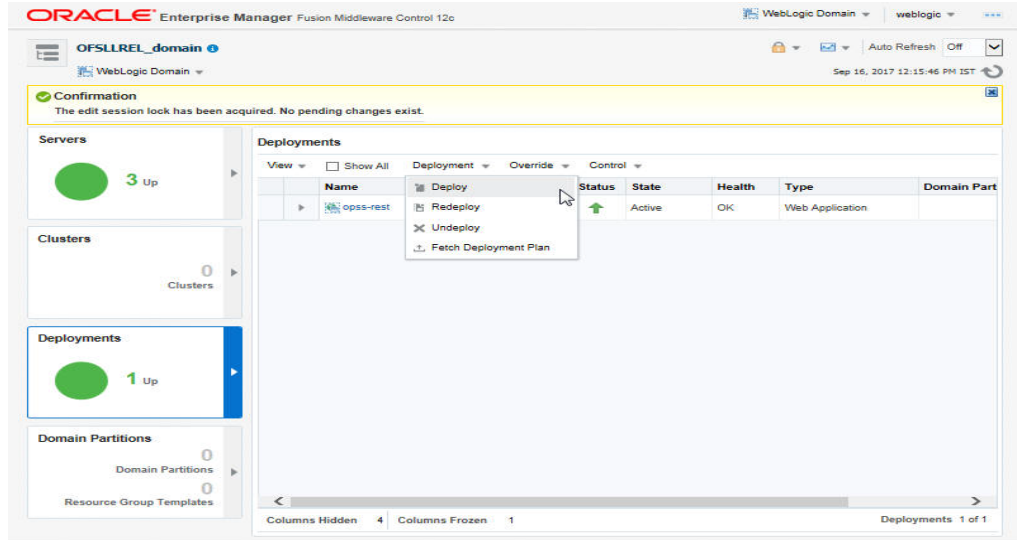 ORACLE Enterprise Manager Fusion Middleware Control 12c
WebLogic Domain
weblogic
OFSLLREL_domain
WebLogic Domain
Auto Refresh Off
Sep 16, 2017 12:15:46 PM IST
Confirmation
The edit session lock has been acquired. No pending changes exist.
Servers
3 Up
Clusters
0
Clusters
Deployments
1 Up
Domain Partitions
0
Domain Partitions
0
Resource Group Templates
Deployments
View Show All Deployment Override Control
Name Status State Health Type Domain Part
opss-rest Active OK Web Application
Deploy
Redeploy
Undeploy
Fetch Deployment Plan
Columns Hidden 4 Columns Frozen 1
Deployments 1 of 1